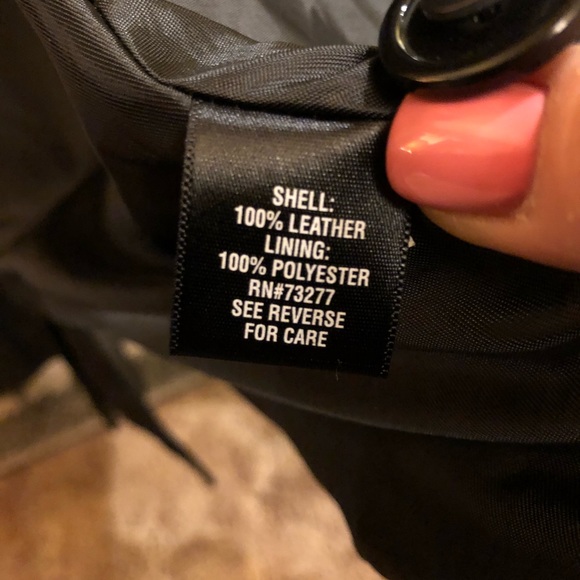 SHELL:
100% LEATHER
LINING:
100% POLYESTER
RN#73277
SEE REVERSE
FOR CARE